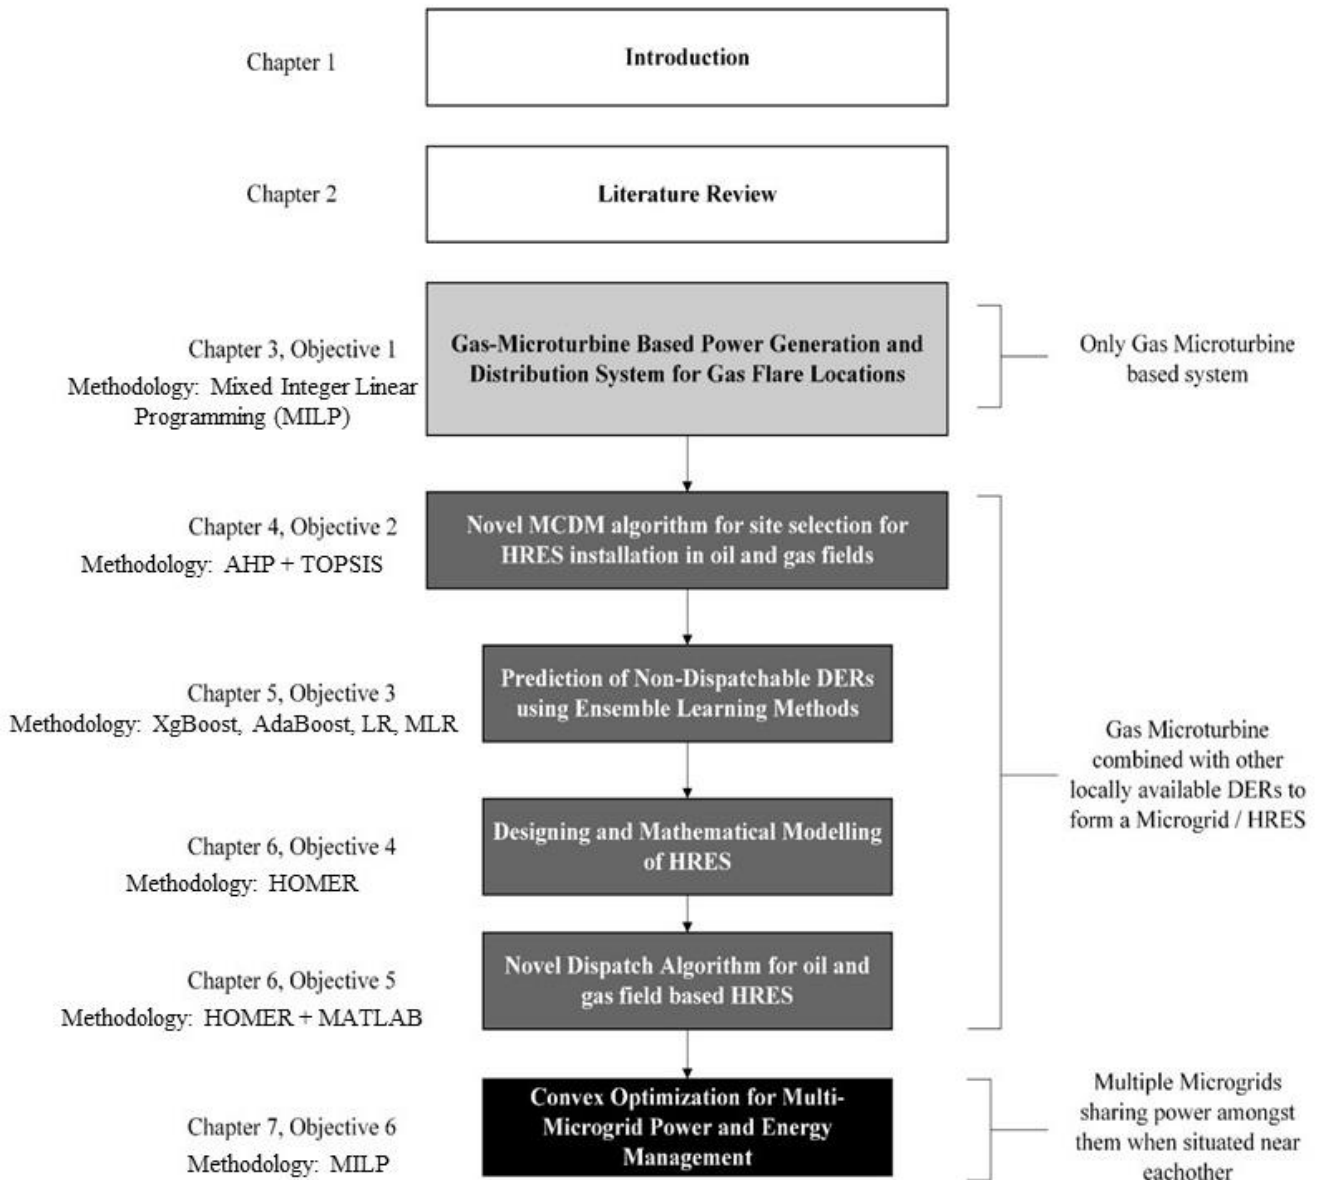 Chapter 1
Introduction
Chapter 2
Literature Review
Chapter 3, Objective 1
Methodology: Mixed Integer Linear
Programming (MILP)
Gas-Microturbine Based Power Generation and
Distribution System for Gas Flare Locations
Only Gas Microturbine
based system
Chapter 4, Objective 2
Methodology: AHP + TOPSIS
Novel MCDM algorithm for site selection for
HRES installation in oil and gas fields
Chapter 5, Objective 3
Methodology: XgBoost, AdaBoost, LR, MLR
Prediction of Non-Dispatchable DERs
using Ensemble Learning Methods
Gas Microturbine
combined with other
locally available DERs to
form a Microgrid / HRES
Chapter 6, Objective 4
Methodology: HOMER
Designing and Mathematical Modelling
of HRES
Chapter 6, Objective 5
Methodology: HOMER + MATLAB
Novel Dispatch Algorithm for oil and
gas field based HRES
Chapter 7, Objective 6
Methodology: MILP
Convex Optimization for Multi-
Microgrid Power and Energy
Management
Multiple Microgrids
sharing power amongst
them when situated near
eachother